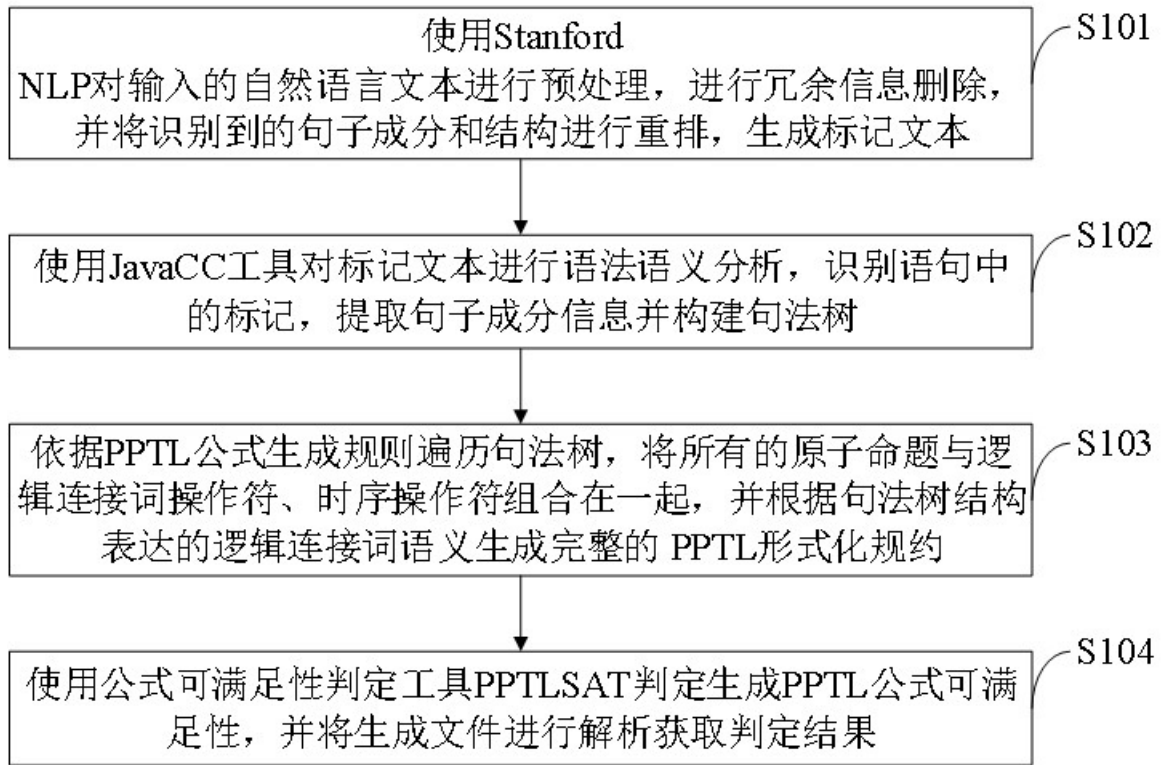 使用Stanford
S101
NLP对输入的自然语言文本进行预处理，进行冗余信息删除，
并将识别到的句子成分和结构进行重排，生成标记文本
S102
使用JavaCC工具对标记文本进行语法语义分析，识别语句中
的标记，提取句子成分信息并构建句法树
S103
依据PPTL公式生成规则遍历句法树，将所有的原子命题与逻
辑连接词操作符、时序操作符组合在一起，并根据句法树结构
表达的逻辑连接词语义生成完整的 PPTL形式化规约
S104
使用公式可满足性判定工具PPTLSAT判定生成PPTL公式可满
足性，并将生成文件进行解析获取判定结果